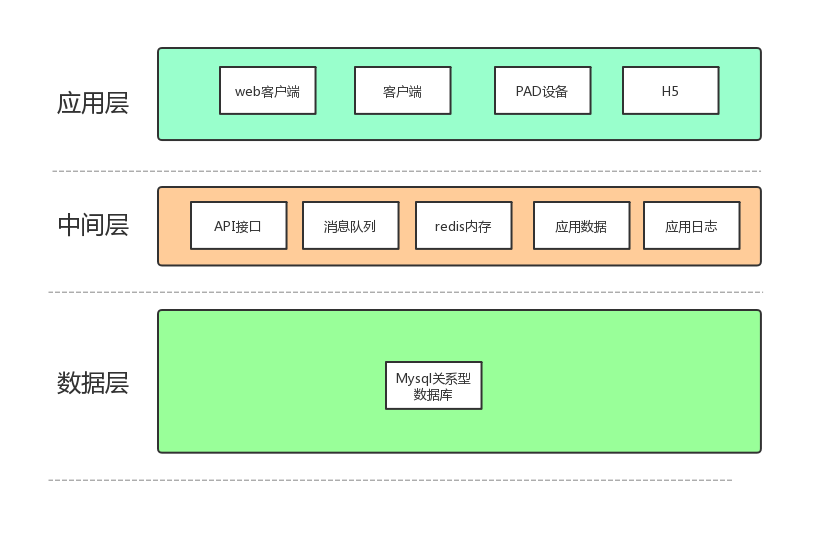 应用层
web客户端
客户端
PAD设备
H5
中间层
API接口
消息队列
redis内存
应用数据
应用日志
数据层
Mysql关系型
数据库